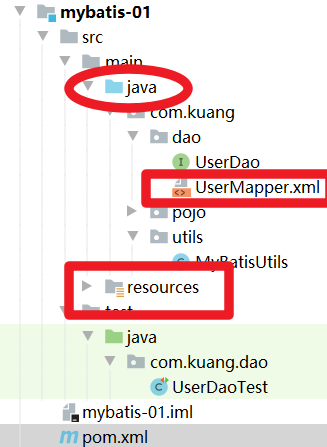 mybatis-01
src
main
java
com.kuang
dao
UserDao
UserMapper.xml
pojo
utils
MyBatisUtils
resources
test
java
com.kuang.dao
UserDaoTest
mybatis-01.iml
pom.xml